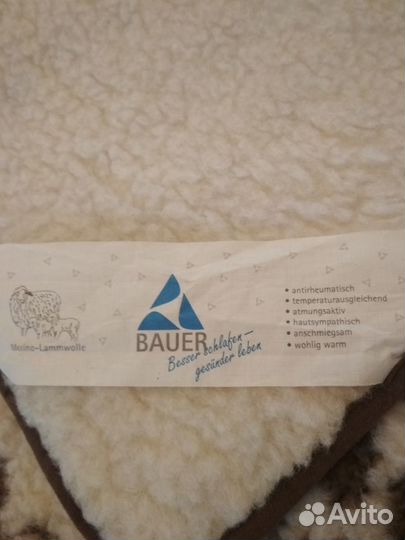 Merino-Lammwolle
BAUER
Besser schlafen–
gesünder leben
• antirheumatisch
• temperaturausgleichend
• atmungsaktiv
• hautsympathisch
• anschmiegsam
• wohlig warm
Avito